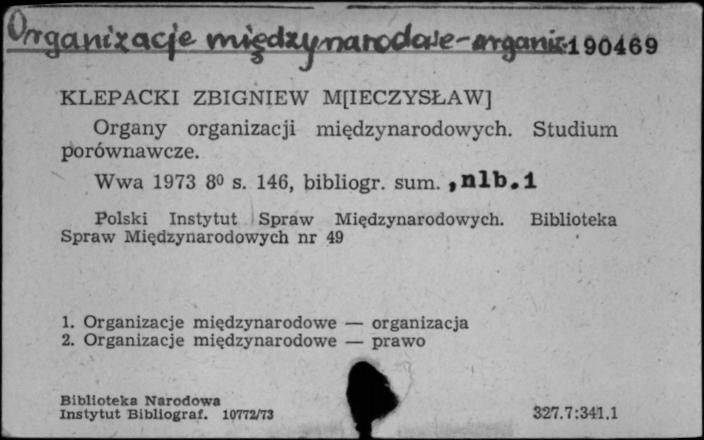 Organizacje międzynarodowe - organiz. 190469
KLEPACKI ZBIGNIEW M[IECZYSŁAW]
Organy organizacji międzynarodowych. Studium
porównawcze.
Wwa 1973 8⁰ s. 146, bibliogr. sum. , nlb. 1
Polski Instytut Spraw Międzynarodowych. Biblioteka
Spraw Międzynarodowych nr 49
1. Organizacje międzynarodowe — organizacja
2. Organizacje międzynarodowe — prawo
Biblioteka Narodowa
Instytut Bibliograf. 10772/73 327.7:341.1